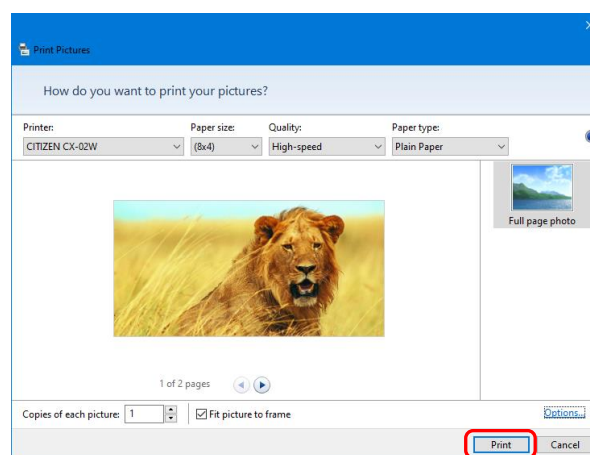 Print Pictures
How do you want to print your pictures?
Printer: Paper size: Quality: Paper type:
CITIZEN CX-02W (8x4) High-speed Plain Paper
Full page photo
1 of 2 pages
Copies of each picture: 1 Fit picture to frame Options...
Print Cancel